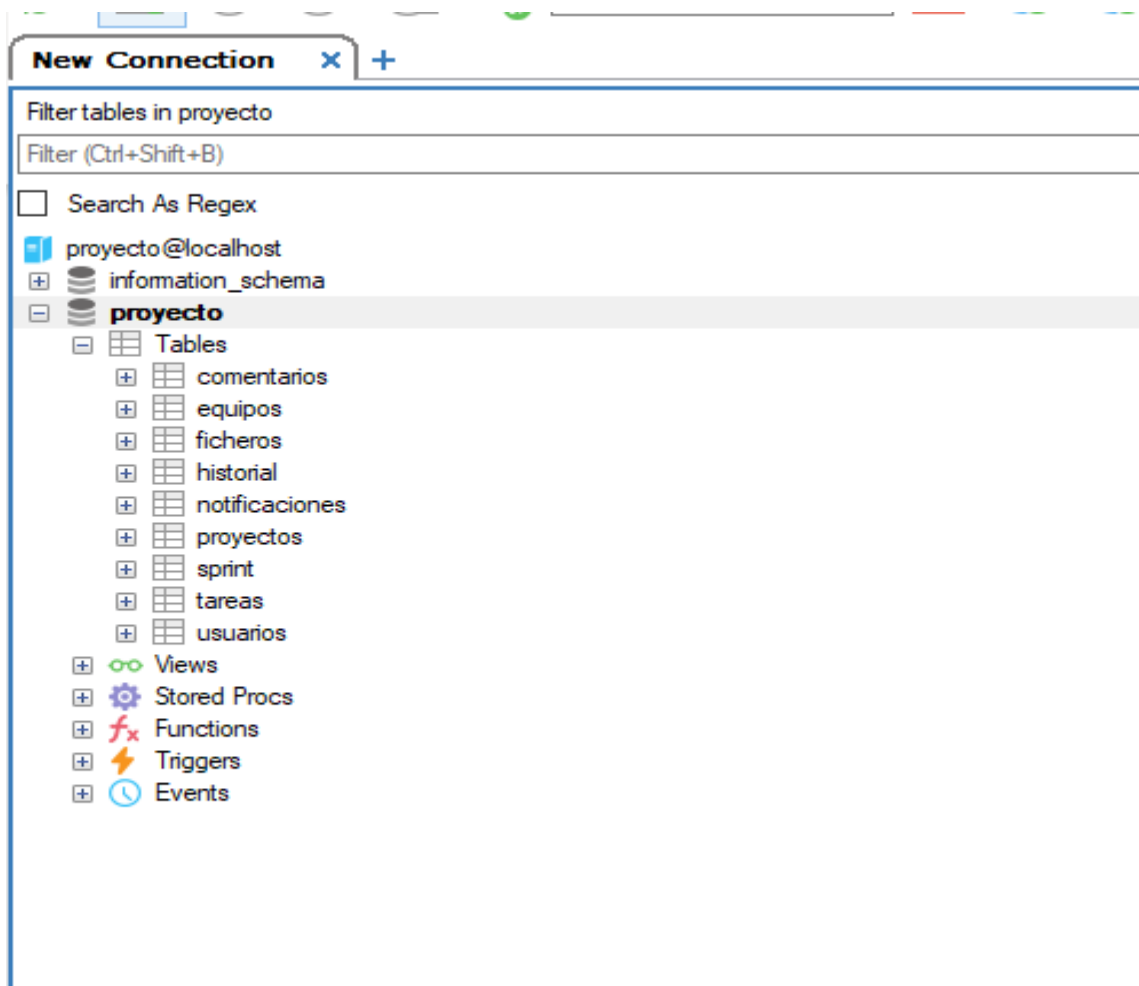 New Connection
Filter tables in proyecto
Filter (Ctrl+Shift+B)
Search As Regex
proyecto@localhost
information_schema
proyecto
Tables
comentarios
equipos
ficheros
historial
notificaciones
proyectos
sprint
tareas
usuarios
Views
Stored Procs
Functions
Triggers
Events